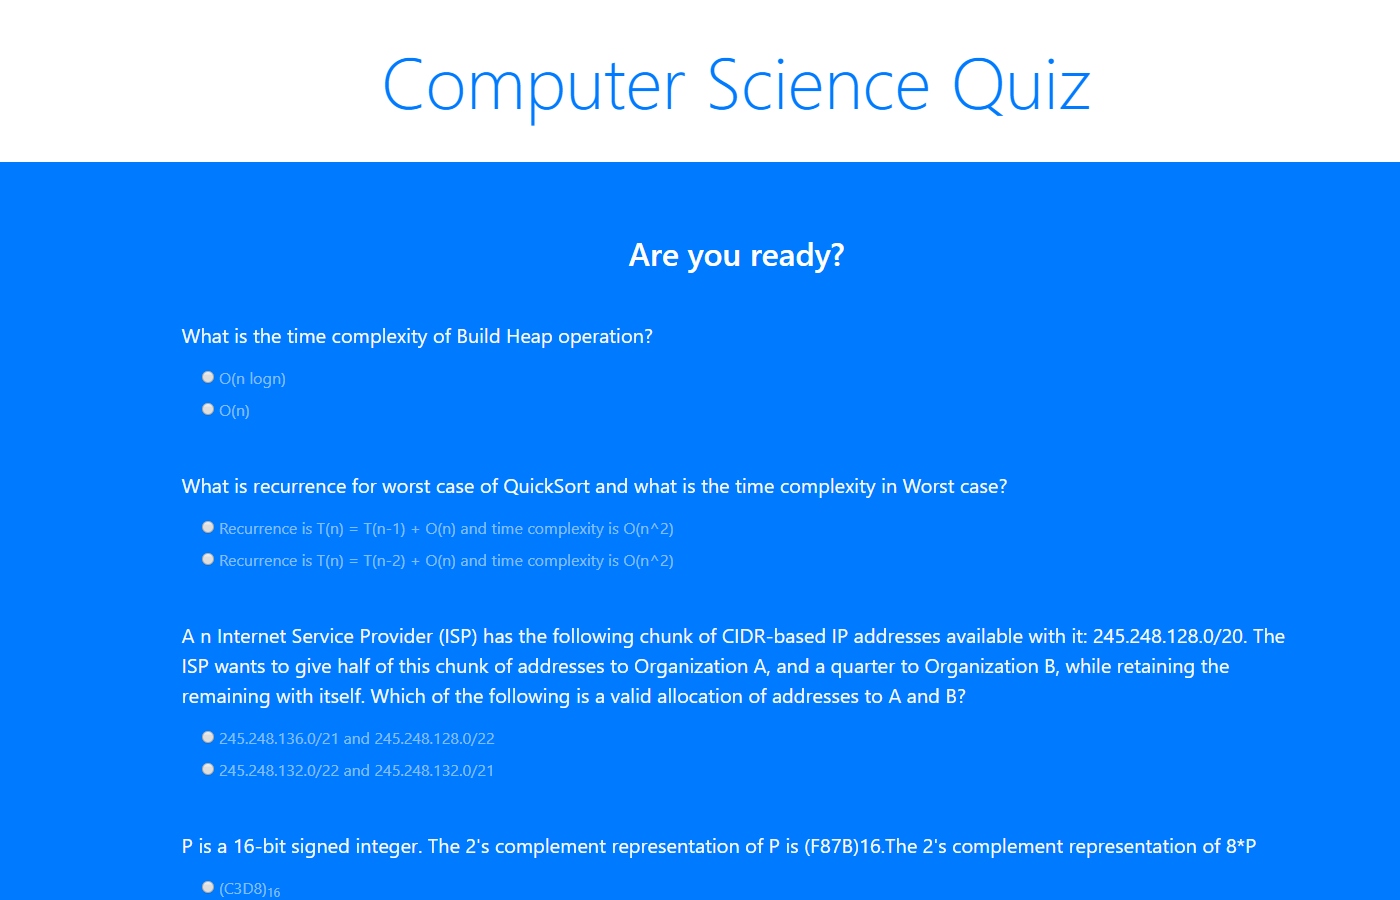 Computer Science Quiz
Are you ready?
What is the time complexity of Build Heap operation?
O(n logn)
O(n)
What is recurrence for worst case of QuickSort and what is the time complexity in Worst case?
Recurrence is T(n) = T(n-1) + O(n) and time complexity is O(n^2)
Recurrence is T(n) = T(n-2) + O(n) and time complexity is O(n^2)
A n Internet Service Provider (ISP) has the following chunk of CIDR-based IP addresses available with it: 245.248.128.0/20. The
ISP wants to give half of this chunk of addresses to Organization A, and a quarter to Organization B, while retaining the
remaining with itself. Which of the following is a valid allocation of addresses to A and B?
245.248.136.0/21 and 245.248.128.0/22
245.248.132.0/22 and 245.248.132.0/21
P is a 16-bit signed integer. The 2's complement representation of P is (F87B)16.The 2's complement representation of 8*P
(C3D8)16